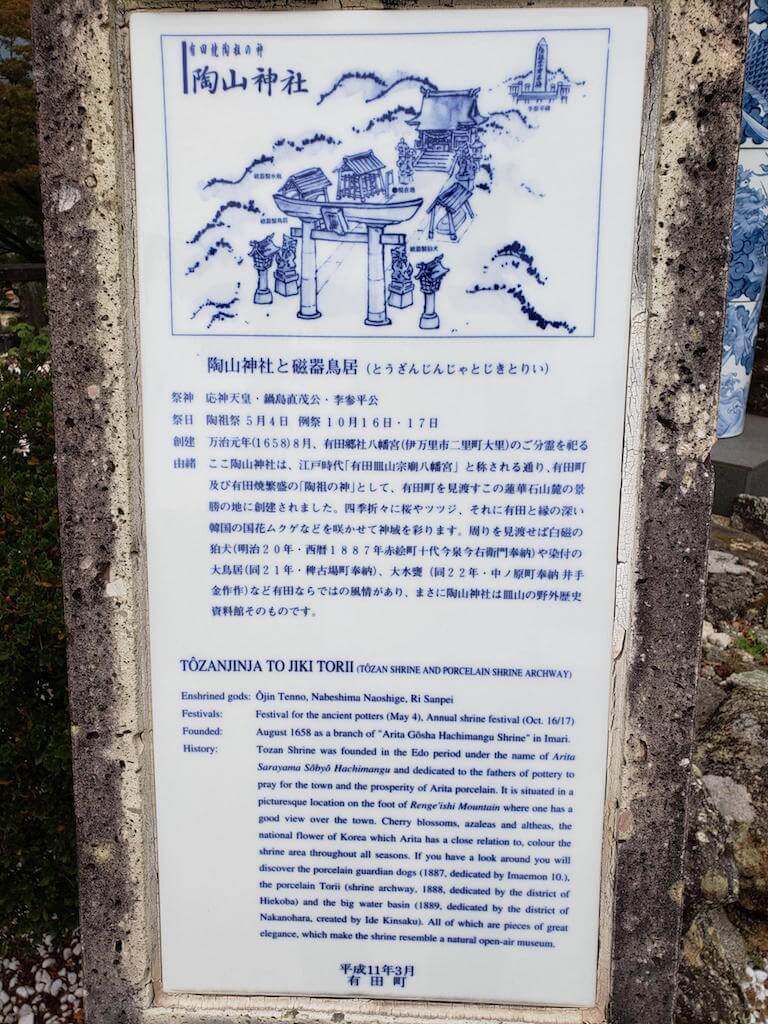 有田焼陶祖の神
陶山神社
李参平碑
磁器製水瓶
現在地
磁器製鳥居
磁器製狛犬
陶山神社と磁器鳥居（とうざんじんじゃとじきとりい）
祭神 応神天皇・鍋島直茂公・李参平公
祭日 陶祖祭 5月4日 例祭 10月16日・17日
創建 万治元年(1658)8月、有田郷社八幡宮(伊万里市二里町大里)のご分霊を祀る
由緒 ここ陶山神社は、江戸時代「有田皿山宗廟八幡宮」と称される通り、有田町
及び有田焼繁盛の「陶祖の神」として、有田町を見渡すこの蓮華石山麓の景
勝の地に創建されました。四季折々に桜やツツジ、それに有田と縁の深い
韓国の国花ムクゲなどを咲かせて神域を彩ります。周りを見渡せば白磁の
狛犬(明治20年・西暦1887年赤絵町十代今泉今右衛門奉納)や染付の
大鳥居(同21年・稗古場町奉納)、大水甕（同22年・中ノ原町奉納 井手
金作作)など有田ならではの風情があり、まさに陶山神社は皿山の野外歴史
資料館そのものです。
TÔZANJINJA TO JIKI TORII (TÔZAN SHRINE AND PORCELAIN SHRINE ARCHWAY)
Enshrined gods: Ôjin Tenno, Nabeshima Naoshige, Ri Sanpei
Festivals: Festival for the ancient potters (May 4), Annual shrine festival (Oct. 16/17)
Founded: August 1658 as a branch of "Arita Gôsha Hachimangu Shrine" in Imari.
History: Tozan Shrine was founded in the Edo period under the name of Arita
Sarayama Sôbyô Hachimangu and dedicated to the fathers of pottery to
pray for the town and the prosperity of Arita porcelain. It is situated in a
picturesque location on the foot of Renge'ishi Mountain where one has a
good view over the town. Cherry blossoms, azaleas and altheas, the
national flower of Korea which Arita has a close relation to, colour the
shrine area throughout all seasons. If you have a look around you will
discover the porcelain guardian dogs (1887, dedicated by Imaemon 10.),
the porcelain Torii (shrine archway, 1888, dedicated by the district of
Hiekoba) and the big water basin (1889, dedicated by the district of
Nakanohara, created by Ide Kinsaku). All of which are pieces of great
elegance, which make the shrine resemble a natural open-air museum.
平成11年3月
有田町